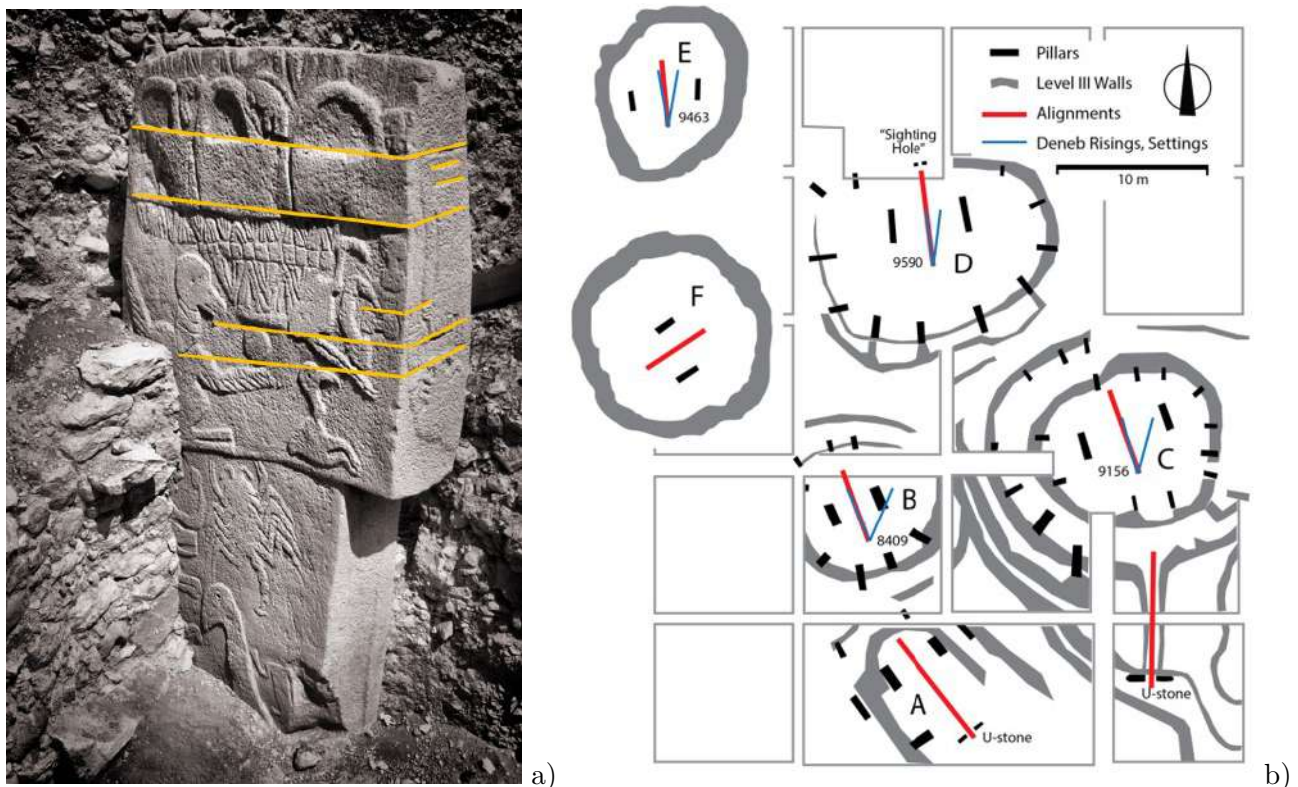 E
9463
Pillars
Level III Walls
Alignments
Deneb Risings, Settings
10 m
"Sighting
Hole"
9590
D
F
9156
C
B
8409
A
U-stone
U-stone
a)
b)